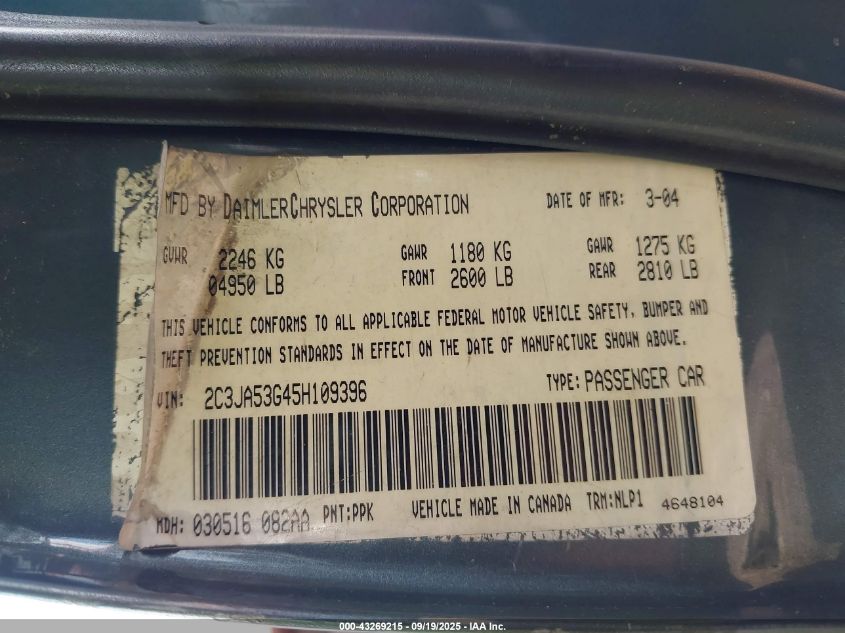 MFD BY DAIMLERCHRYSLER CORPORATION DATE OF MFR: 3-04
GVWR 2246 KG GAWR 1180 KG GAWR 1275 KG
04950 LB FRONT 2600 LB REAR 2810 LB
THIS VEHICLE CONFORMS TO ALL APPLICABLE FEDERAL MOTOR VEHICLE SAFETY, BUMPER AND
THEFT PREVENTION STANDARDS IN EFFECT ON THE DATE OF MANUFACTURE SHOWN ABOVE.
VIN: 2C3JA53G45H109396 TYPE: PASSENGER CAR
MDH: 030516 082AA PNT:PPK VEHICLE MADE IN CANADA TRM:NLP1 4648104
000-43269215 - 09/19/2025 - IAA Inc.